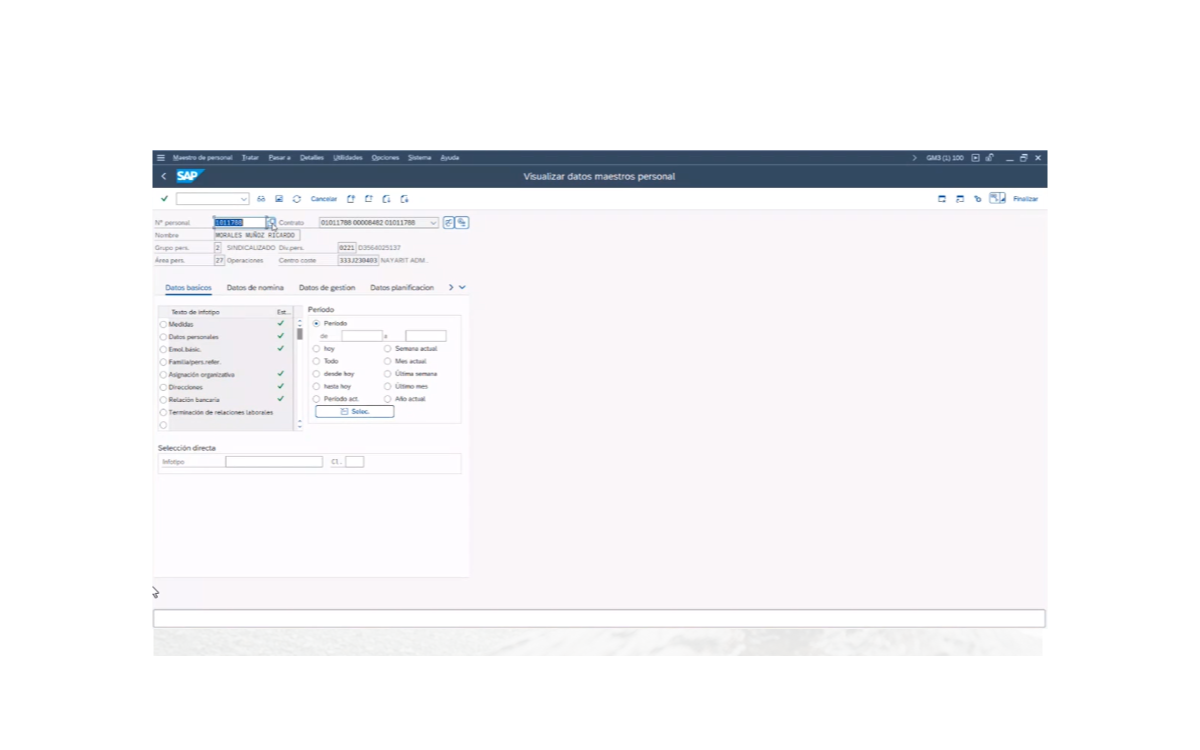 Maestro de personal Tratar Pasar a Detalles Utilidades Opciones Sistema Ayuda GM3 (1) 100
SAP Visualizar datos maestros personal
Cancelar Finalizar
Nº personal 1011788 Contrato 01011788 00008482 01011788
Nombre MORALES MUÑOZ RICARDO
Grupo pers. 2 SINDICALIZADO Div.pers. 0221 D3564025137
Área pers. 27 Operaciones Centro coste 333J230403 NAYARIT ADM.
Datos basicos Datos de nomina Datos de gestion Datos planificacion
Texto de infotipo Est...
Medidas
Datos personales
Emol.básic.
Familia/pers.refer.
Asignación organizativa
Direcciones
Relación bancaria
Terminación de relaciones laborales
Período
Período
de a
hoy Semana actual
Todo Mes actual
desde hoy Última semana
hasta hoy Último mes
Período act. Año actual
Selec.
Selección directa
Infotipo Cl.